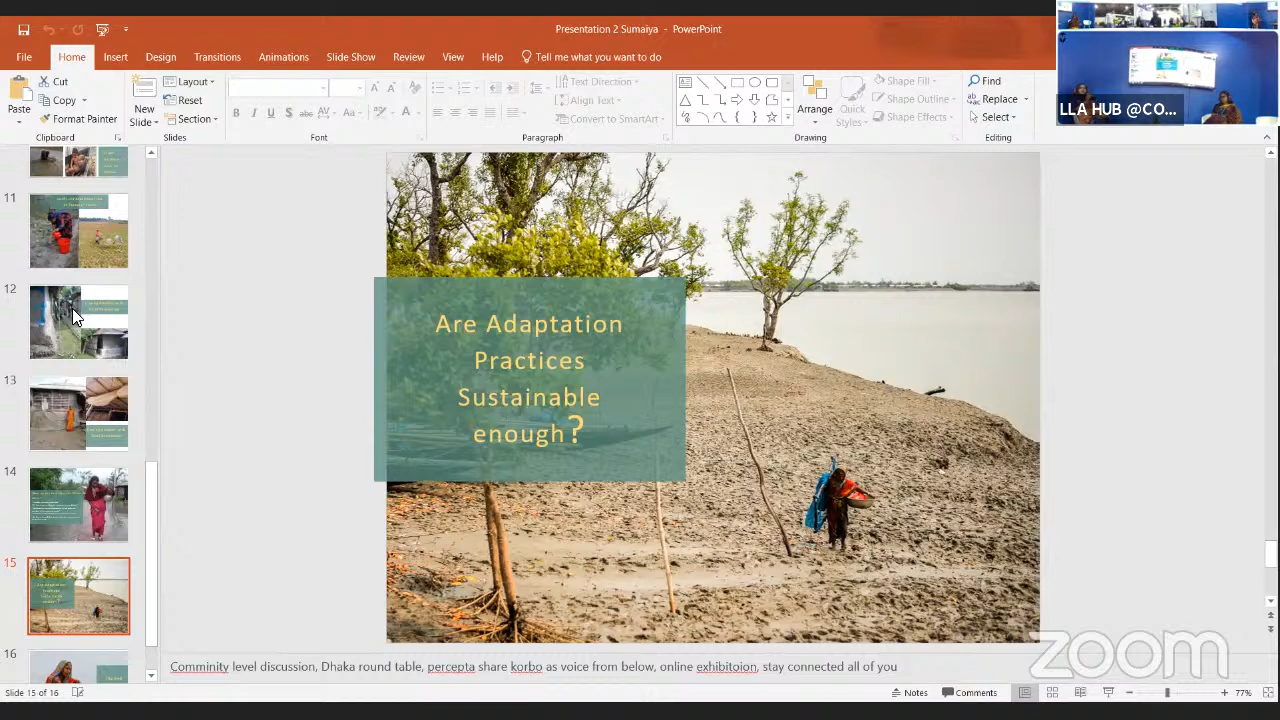 Presentation 2 Sumaiya - PowerPoint
File Home Insert Design Transitions Animations Slide Show Review View Help Tell me what you want to do
Paste
Cut
Copy
Format Painter
Clipboard
New
Slide
Layout
Reset
Section
Slides
B I U S abc
Font
Text Direction
Align Text
Convert to SmartArt
Paragraph
Arrange
Quick
Styles
Shape Fill
Shape Outline
Shape Effects
Drawing
Find
Replace
Select
Editing
LLA HUB @CO...
11
12
13
14
15
16
Are Adaptation
Practices
Sustainable
enough?
Comminity level discussion, Dhaka round table, percepta share korbo as voice from below, online exhibitoion, stay connected all of you
zoom
Slide 15 of 16
Notes
Comments
77%